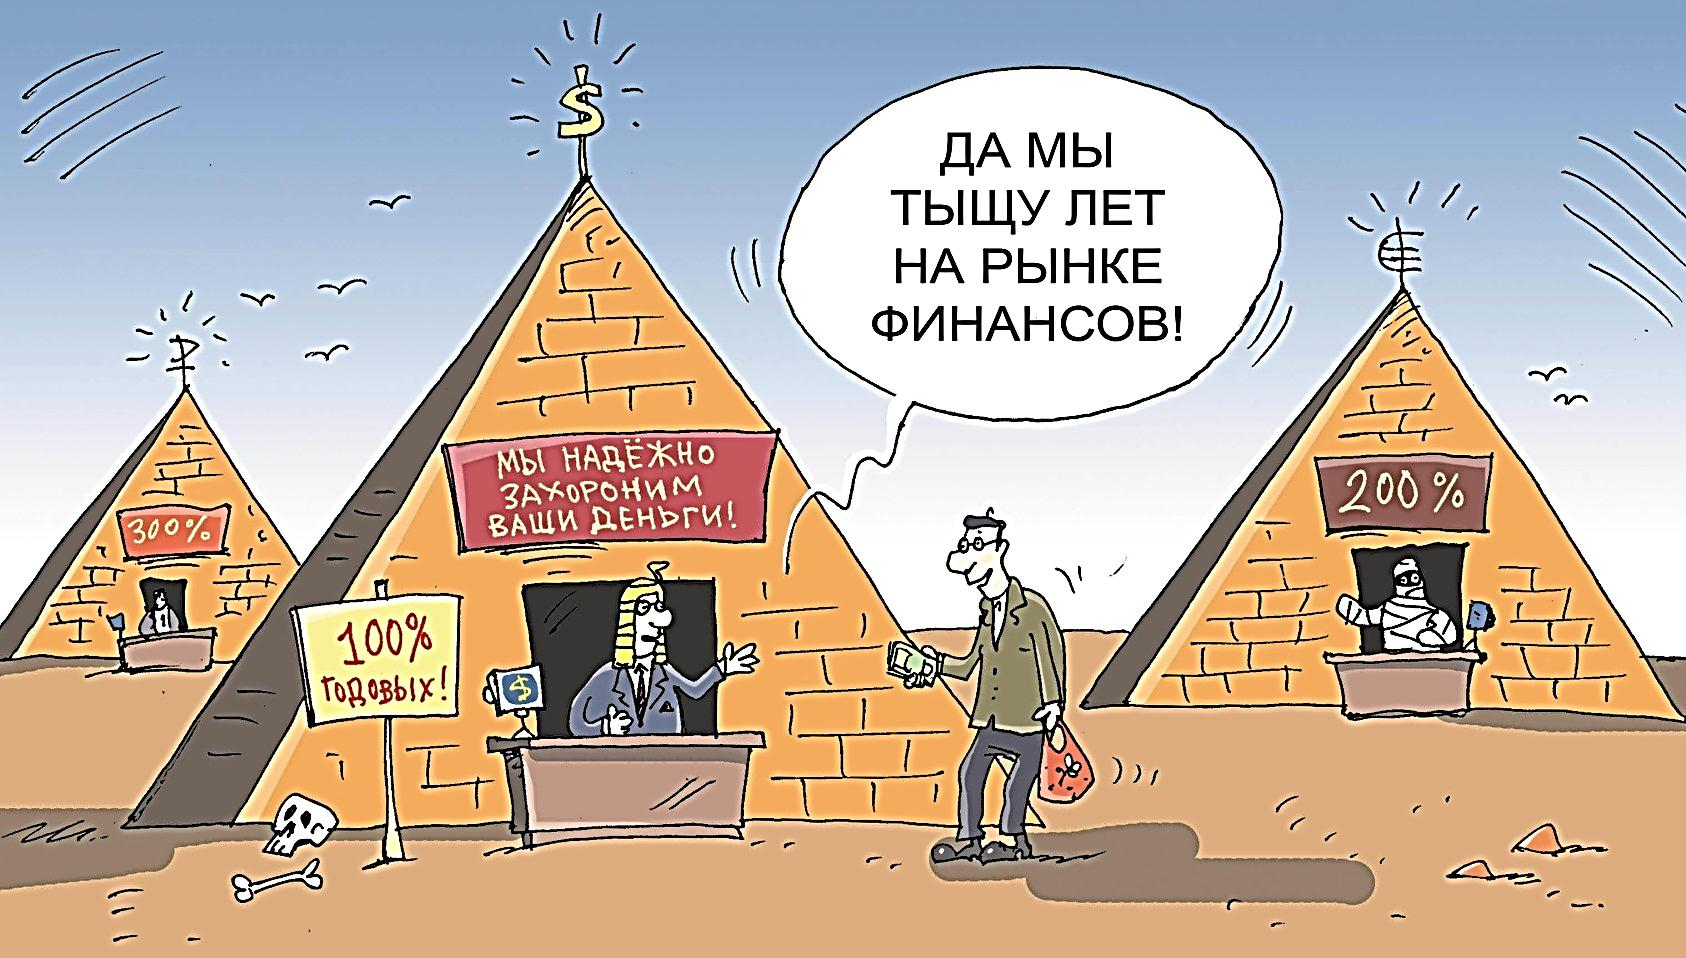 ДА МЫ
ТЫЩУ ЛЕТ
НА РЫНКЕ
ФИНАНСОВ!
МЫ НАДЁЖНО
ЗАХОРОНИМ
ВАШИ ДЕНЬГИ!
300%
200%
100%
ГОДОВЫХ!
$
$
€
₽